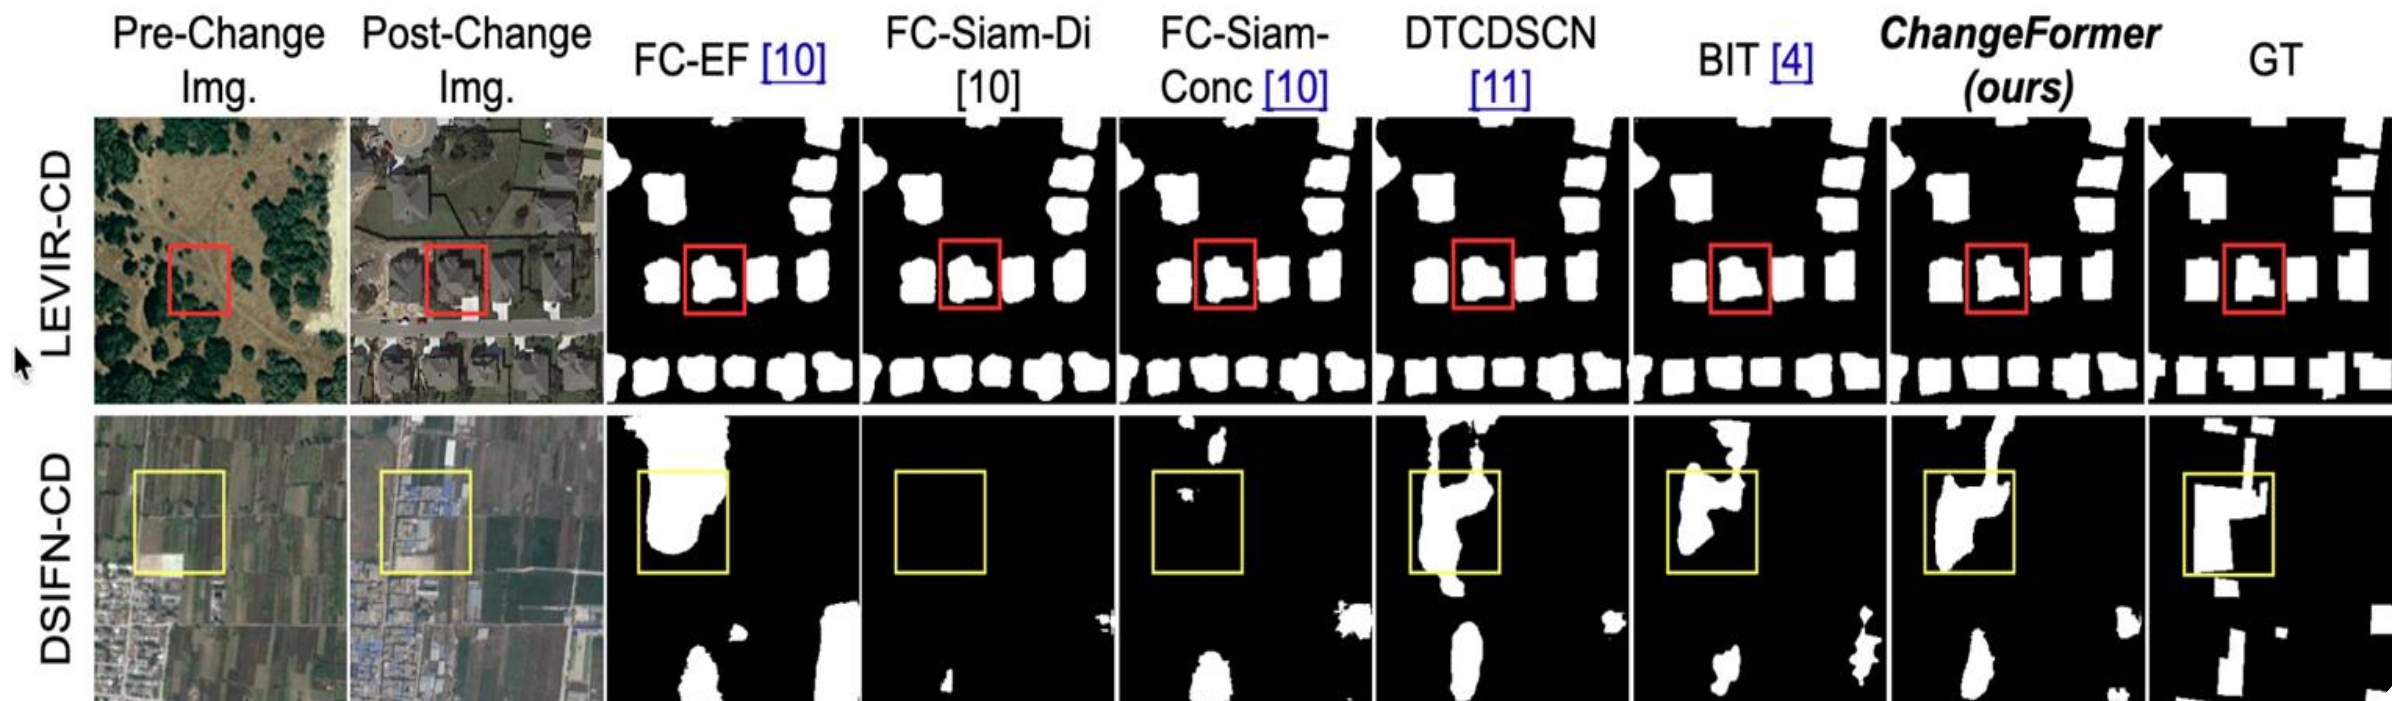 Pre-Change
Img.
Post-Change
Img.
FC-EF [10]
FC-Siam-Di
[10]
FC-Siam-
Conc [10]
DTCDSCN
[11]
BIT [4]
ChangeFormer
(ours)
GT
LEVIR-CD
DSIFN-CD